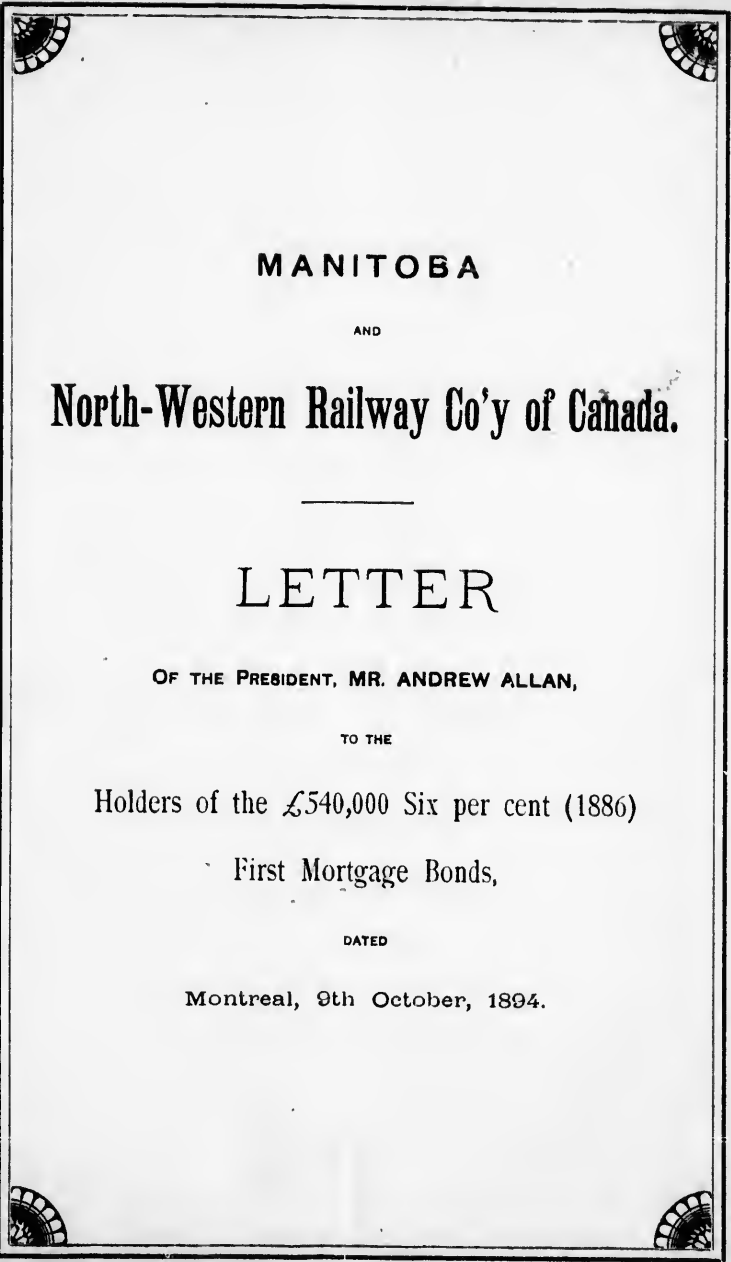 MANITOBA
AND
North-Western Railway Co'y of Canada.
LETTER
OF THE PRESIDENT, MR. ANDREW ALLAN,
TO THE
Holders of the £540,000 Six per cent (1886)
First Mortgage Bonds,
DATED
Montreal, 9th October, 1894.